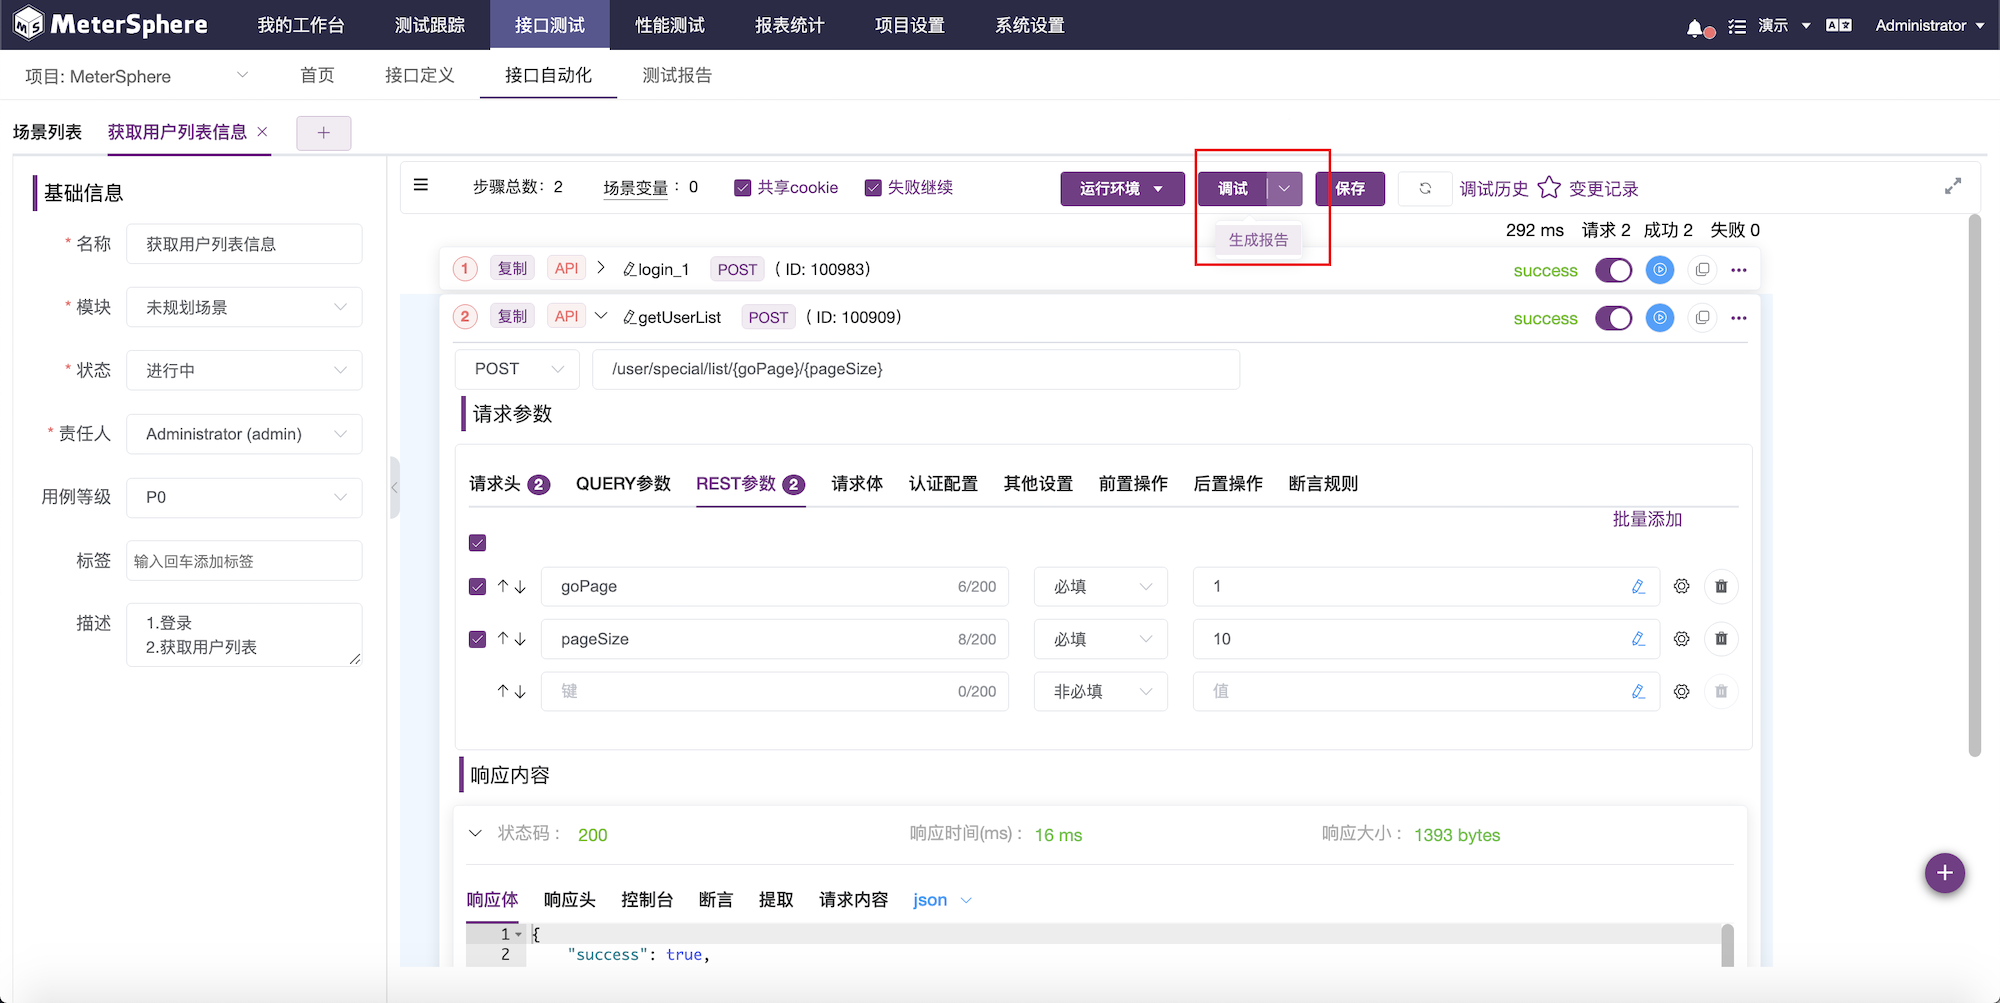 MeterSphere 我的工作台 测试跟踪 接口测试 性能测试 报表统计 项目设置 系统设置 演示 Administrator
项目: MeterSphere 首页 接口定义 接口自动化 测试报告
场景列表 获取用户列表信息 × +
基础信息
* 名称 获取用户列表信息
* 模块 未规划场景
* 状态 进行中
* 责任人 Administrator (admin)
用例等级 P0
标签 输入回车添加标签
描述 1.登录
2.获取用户列表
步骤总数：2 场景变量：0 共享cookie 失败继续 运行环境 调试 保存 调试历史 变更记录
生成报告
292 ms 请求 2 成功 2 失败 0
1 复制 API login_1 POST ( ID: 100983) success
2 复制 API getUserList POST ( ID: 100909) success
POST /user/special/list/{goPage}/{pageSize}
请求参数
请求头 2 QUERY参数 REST参数 2 请求体 认证配置 其他设置 前置操作 后置操作 断言规则
批量添加
goPage 6/200 必填 1
pageSize 8/200 必填 10
键 0/200 非必填 值
响应内容
状态码： 200 响应时间(ms)： 16 ms 响应大小： 1393 bytes
响应体 响应头 控制台 断言 提取 请求内容 json
1 {
2 "success": true,